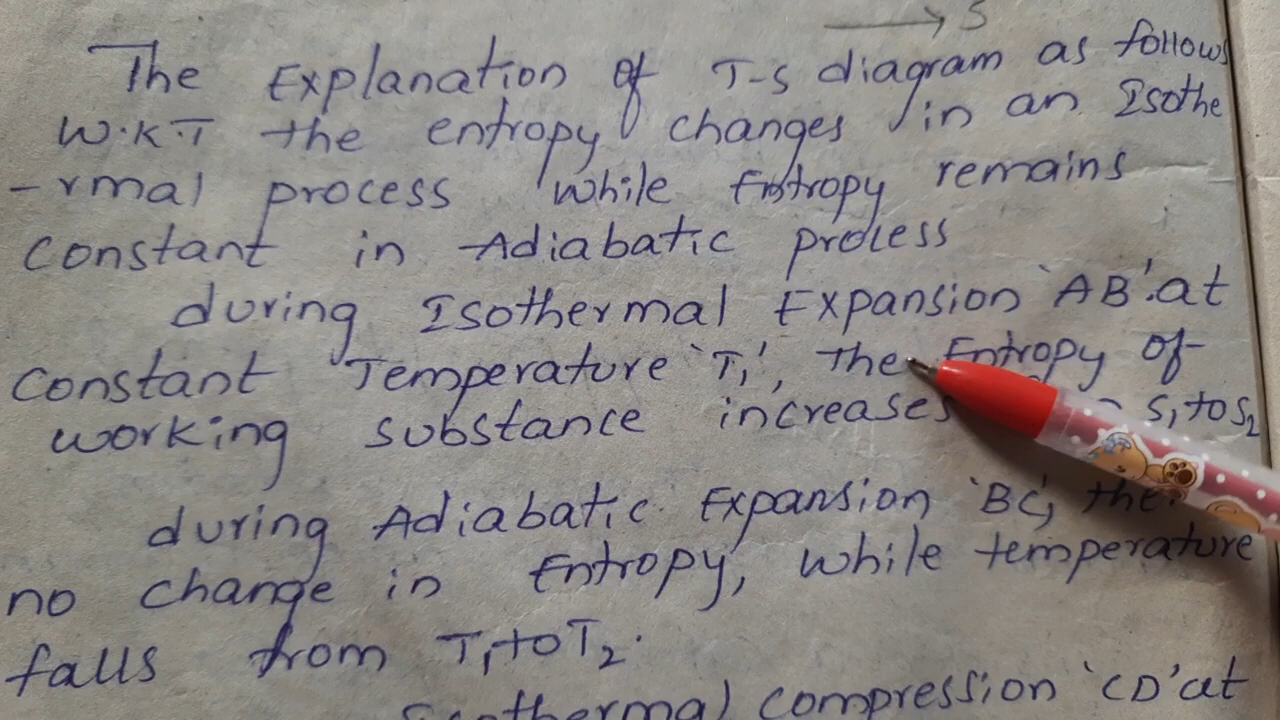 S
The Explanation of T-S diagram as follows
W.K.T the entropy changes in an Isothe
-rmal process while Entropy remains
constant in Adiabatic process
during Isothermal Expansion 'AB' at
constant Temperature 'T₁', The Entropy of
working substance increases S₁ to S₂
during Adiabatic Expansion 'BC',
no change in Entropy, while temperature
falls from T₁ to T₂.
compression 'CD' at